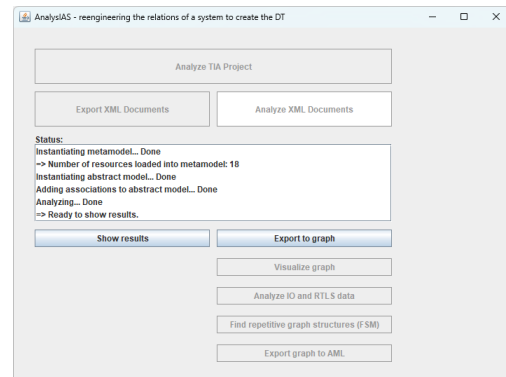 AnalysIAS - reengineering the relations of a system to create the DT
Analyze TIA Project
Export XML Documents
Analyze XML Documents
Status:
Instantiating metamodel... Done
=> Number of resources loaded into metamodel: 18
Instantiating abstract model... Done
Adding associations to abstract model... Done
Analyzing... Done
=> Ready to show results.
Show results
Export to graph
Visualize graph
Analyze IO and RTLS data
Find repetitive graph structures (FSM)
Export graph to AML